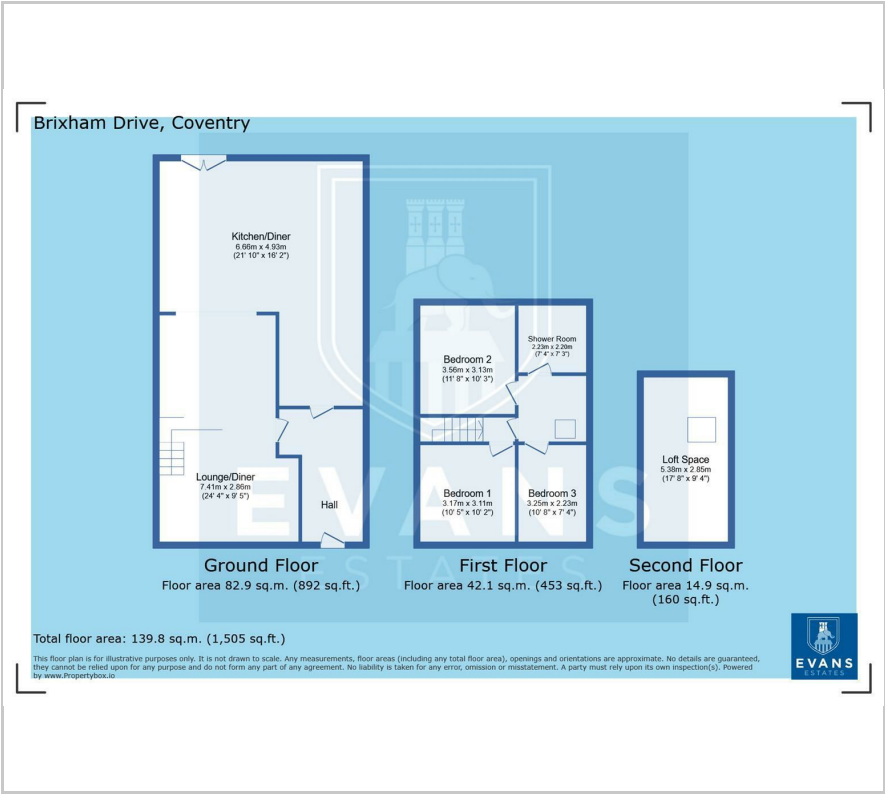 Brixham Drive, Coventry
Kitchen/Diner
6.66m x 4.93m
(21' 10" x 16' 2")
Lounge/Diner
7.41m x 2.86m
(24' 4" x 9' 5")
Hall
Ground Floor
Floor area 82.9 sq.m. (892 sq.ft.)
Bedroom 2
3.56m x 3.13m
(11' 8" x 10' 3")
Shower Room
2.23m x 2.20m
(7' 4" x 7' 3")
Bedroom 1
3.17m x 3.11m
(10' 5" x 10' 2")
Bedroom 3
3.25m x 2.23m
(10' 8" x 7' 4")
First Floor
Floor area 42.1 sq.m. (453 sq.ft.)
Loft Space
5.38m x 2.85m
(17' 8" x 9' 4")
Second Floor
Floor area 14.9 sq.m.
(160 sq.ft.)
EVANS
ESTATES
Total floor area: 139.8 sq.m. (1,505 sq.ft.)
This floor plan is for illustrative purposes only. It is not drawn to scale. Any measurements, floor areas (including any total floor area), openings and orientations are approximate. No details are guaranteed,
they cannot be relied upon for any purpose and do not form any part of any agreement. No liability is taken for any error, omission or misstatement. A party must rely upon its own inspection(s). Powered
by www.Propertybox.io
EVANS
ESTATES